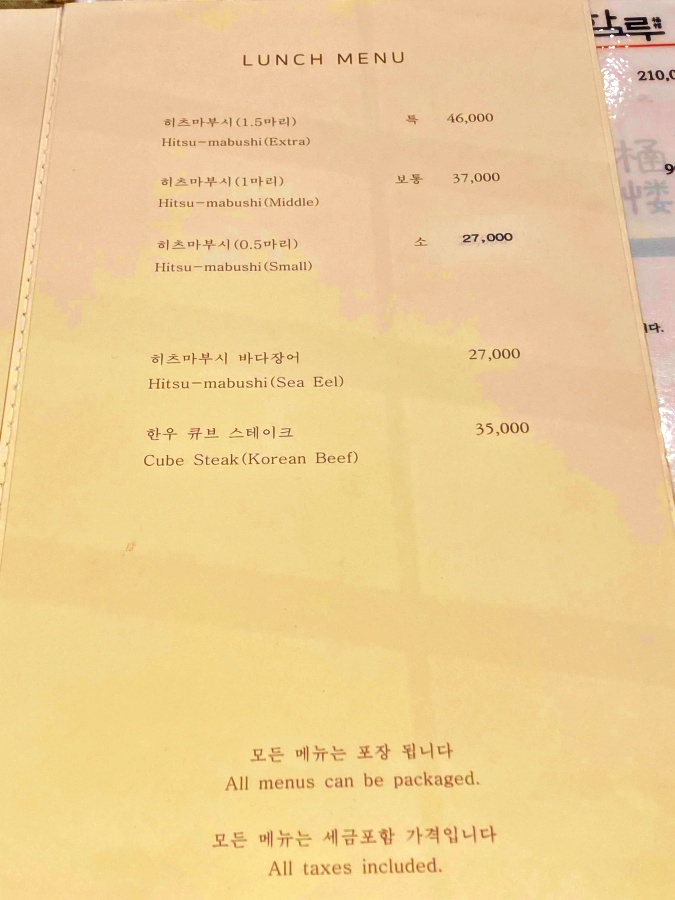 LUNCH MENU
히츠마부시(1.5마리) 특 46,000
Hitsu-mabushi(Extra)
히츠마부시(1마리) 보통 37,000
Hitsu-mabushi(Middle)
히츠마부시(0.5마리) 소 27,000
Hitsu-mabushi(Small)
히츠마부시 바다장어 27,000
Hitsu-mabushi(Sea Eel)
한우 큐브 스테이크 35,000
Cube Steak(Korean Beef)
모든 메뉴는 포장 됩니다
All menus can be packaged.
모든 메뉴는 세금포함 가격입니다
All taxes included.